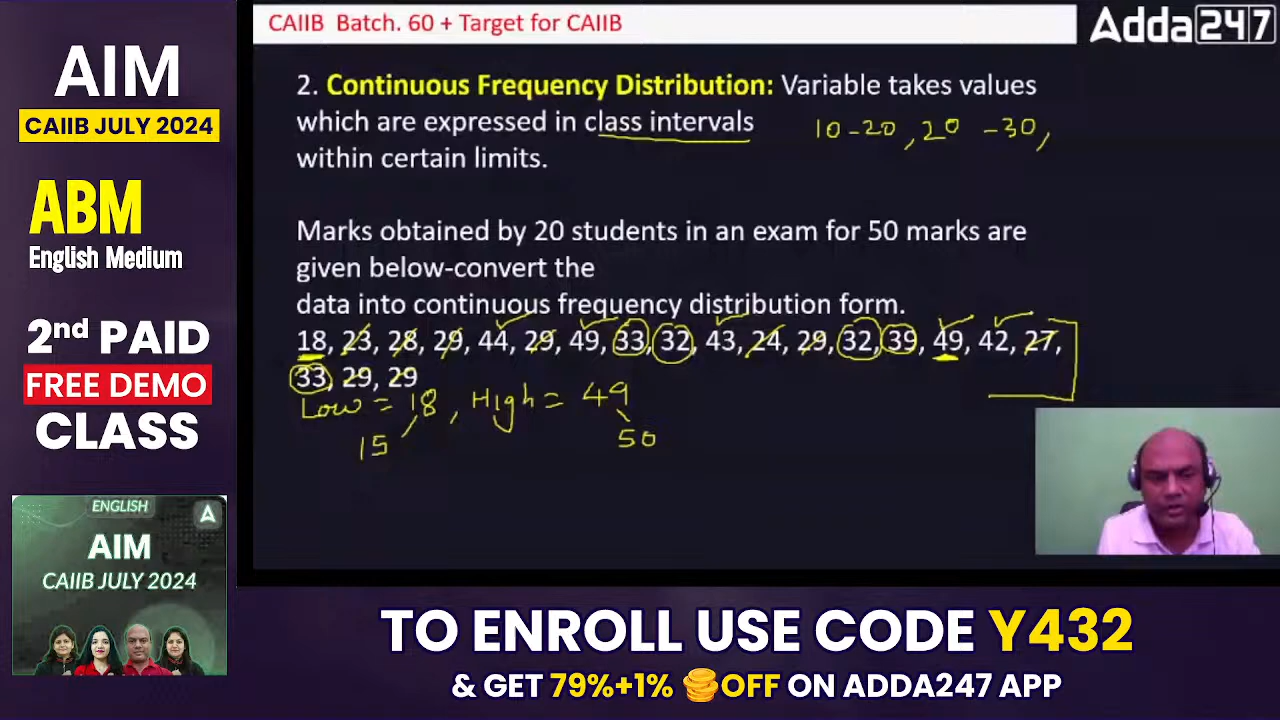 CAIIB Batch. 60 + Target for CAIIB
Adda247
AIM
CAIIB JULY 2024
ABM
English Medium
2nd PAID
FREE DEMO
CLASS
ENGLISH
A
AIM
CAIIB JULY 2024
2. Continuous Frequency Distribution: Variable takes values
which are expressed in class intervals
10-20, 20-30,
within certain limits.
Marks obtained by 20 students in an exam for 50 marks are
given below-convert the
data into continuous frequency distribution form.
18, 23, 28, 29, 44, 29, 49, 33, 32, 43, 24, 29, 32, 39, 49, 42, 27,
33, 29, 29
Low = 18, High = 49
15 50
TO ENROLL USE CODE Y432
& GET 79%+1% OFF ON ADDA247 APP